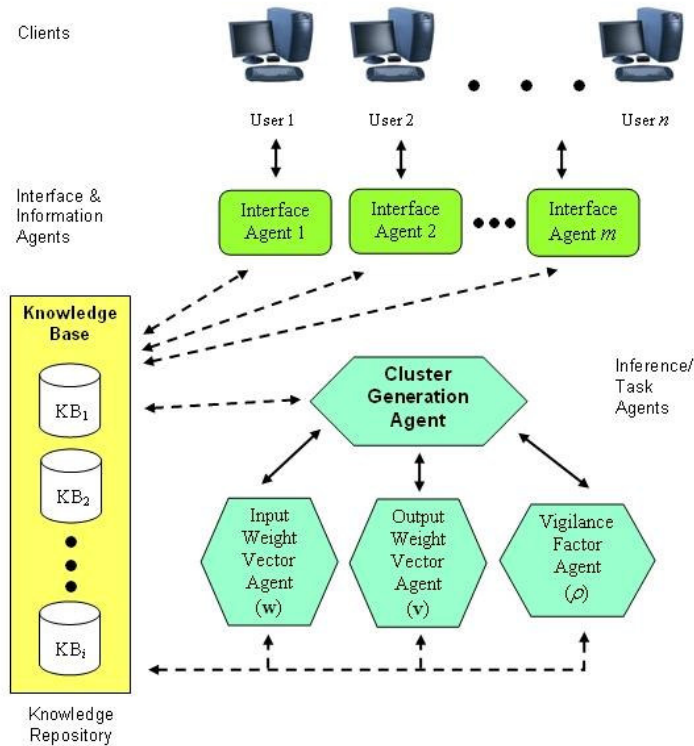 Clients
User 1
User 2
User n
Interface &
Information
Agents
Interface
Agent 1
Interface
Agent 2
Interface
Agent m
Knowledge
Base
KB₁
KB₂
KBᵢ
Knowledge
Repository
Cluster
Generation
Agent
Inference/
Task
Agents
Input
Weight
Vector
Agent
(w)
Output
Weight
Vector
Agent
(v)
Vigilance
Factor
Agent
(ρ)